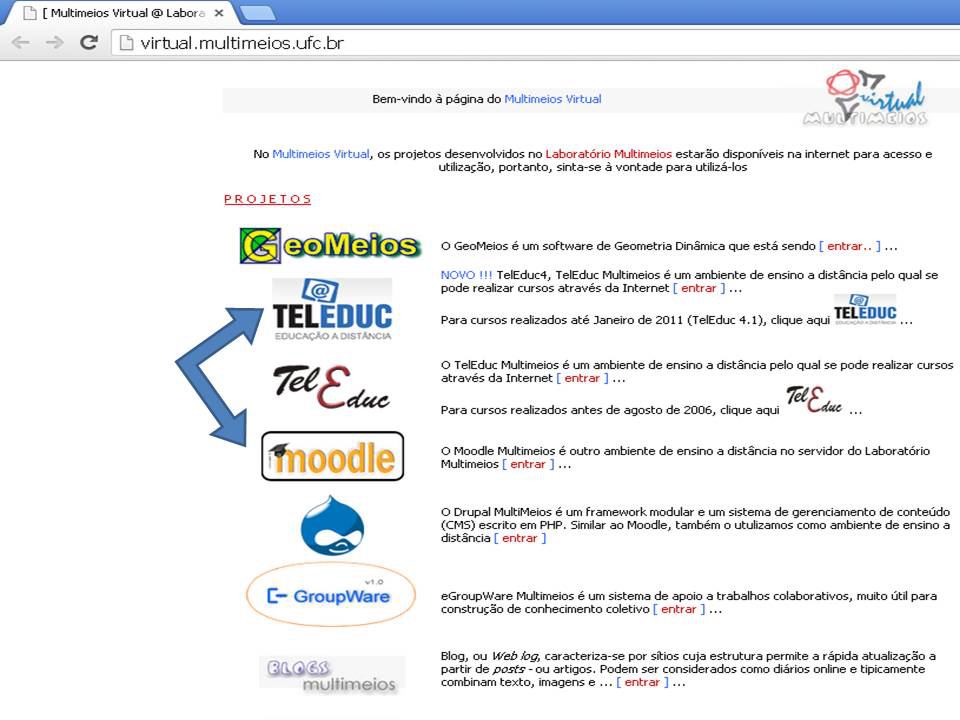 [ Multimeios Virtual @ Labora
virtual.multimeios.ufc.br
virtual
MULTIMEIOS
Bem-vindo à página do Multimeios Virtual
No Multimeios Virtual, os projetos desenvolvidos no Laboratório Multimeios estarão disponíveis na internet para acesso e
utilização, portanto, sinta-se à vontade para utilizá-los
PROJETOS
GeoMeios
O GeoMeios é um software de Geometria Dinâmica que está sendo [ entrar.. ] ...
TELEDUC
EDUCAÇÃO A DISTÂNCIA
NOVO !!! TelEduc4, TelEduc Multimeios é um ambiente de ensino a distância pelo qual se
pode realizar cursos através da Internet [ entrar ] ...
Para cursos realizados até Janeiro de 2011 (TelEduc 4.1), clique aqui TELEDUC EDUCAÇÃO A DISTÂNCIA ...
TelEduc
O TelEduc Multimeios é um ambiente de ensino a distância pelo qual se pode realizar cursos
através da Internet [ entrar ] ...
Para cursos realizados antes de agosto de 2006, clique aqui TelEduc ...
moodle
O Moodle Multimeios é outro ambiente de ensino a distância no servidor do Laboratório
Multimeios [ entrar ] ...
O Drupal MultiMeios é um framework modular e um sistema de gerenciamento de conteúdo
(CMS) escrito em PHP. Similar ao Moodle, também o utulizamos como ambiente de ensino a
distância [ entrar ]
v1.0
GroupWare
eGroupWare Multimeios é um sistema de apoio a trabalhos colaborativos, muito útil para
construção de conhecimento coletivo [ entrar ] ...
BLOGS
multimeios
Blog, ou Web log, caracteriza-se por sítios cuja estrutura permite a rápida atualização a
partir de posts - ou artigos. Podem ser considerados como diários online e tipicamente
combinam texto, imagens e ... [ entrar ] ...